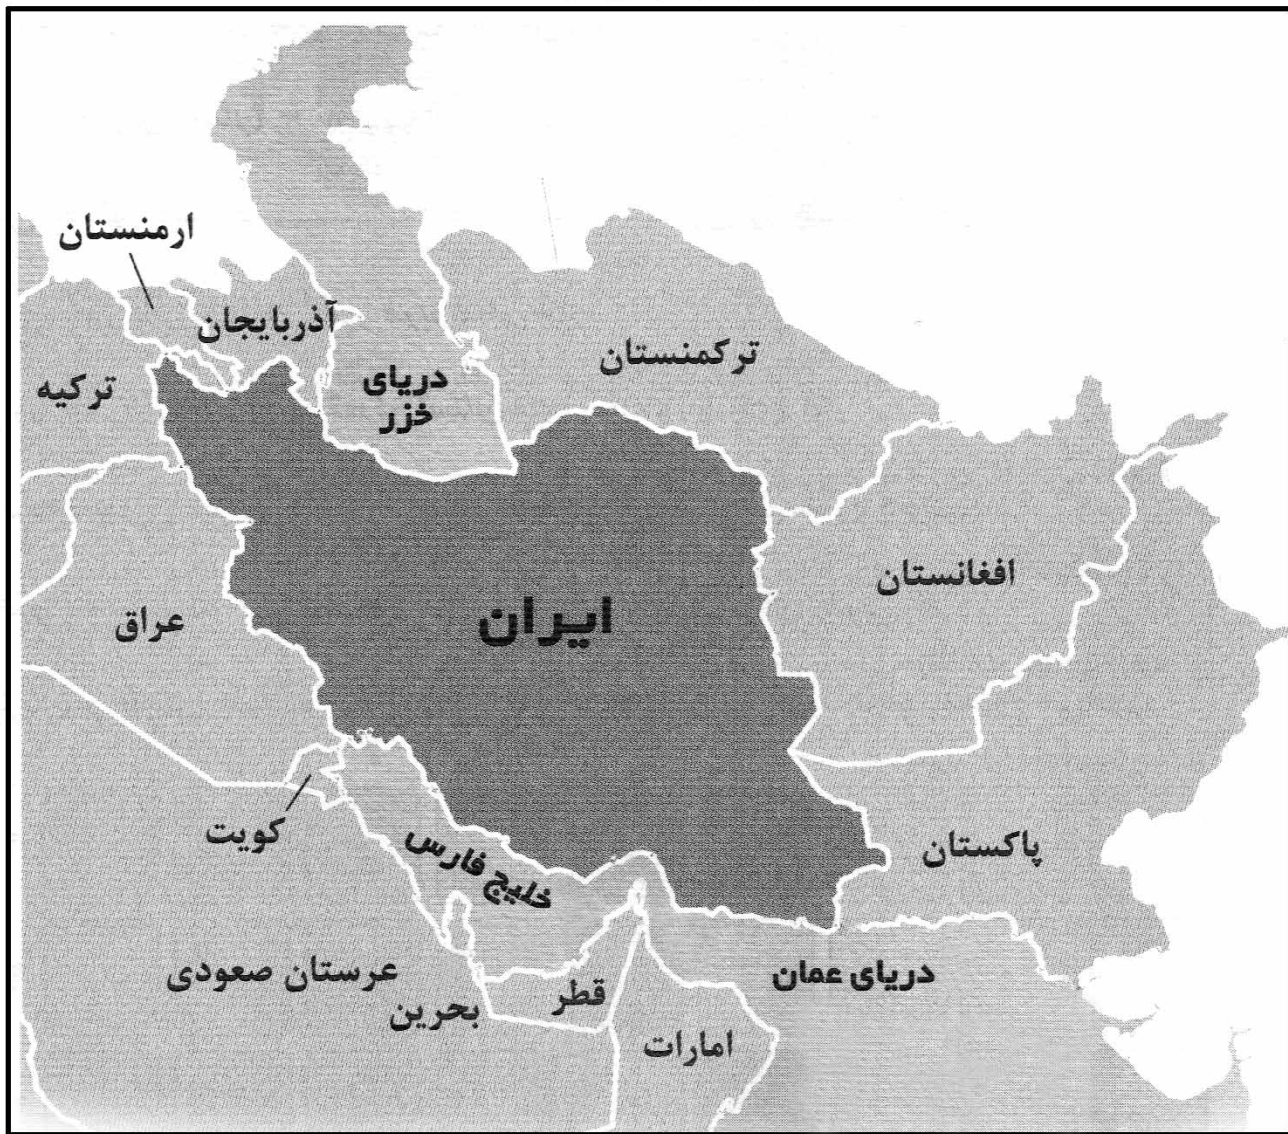 ارمنستان
آذربایجان
ترکمنستان
ترکیه
دریای
خزر
افغانستان
ایران
عراق
کویت
خلیج فارس
پاکستان
عرستان صعودی
دریای عمان
قطر
بحرین
امارات